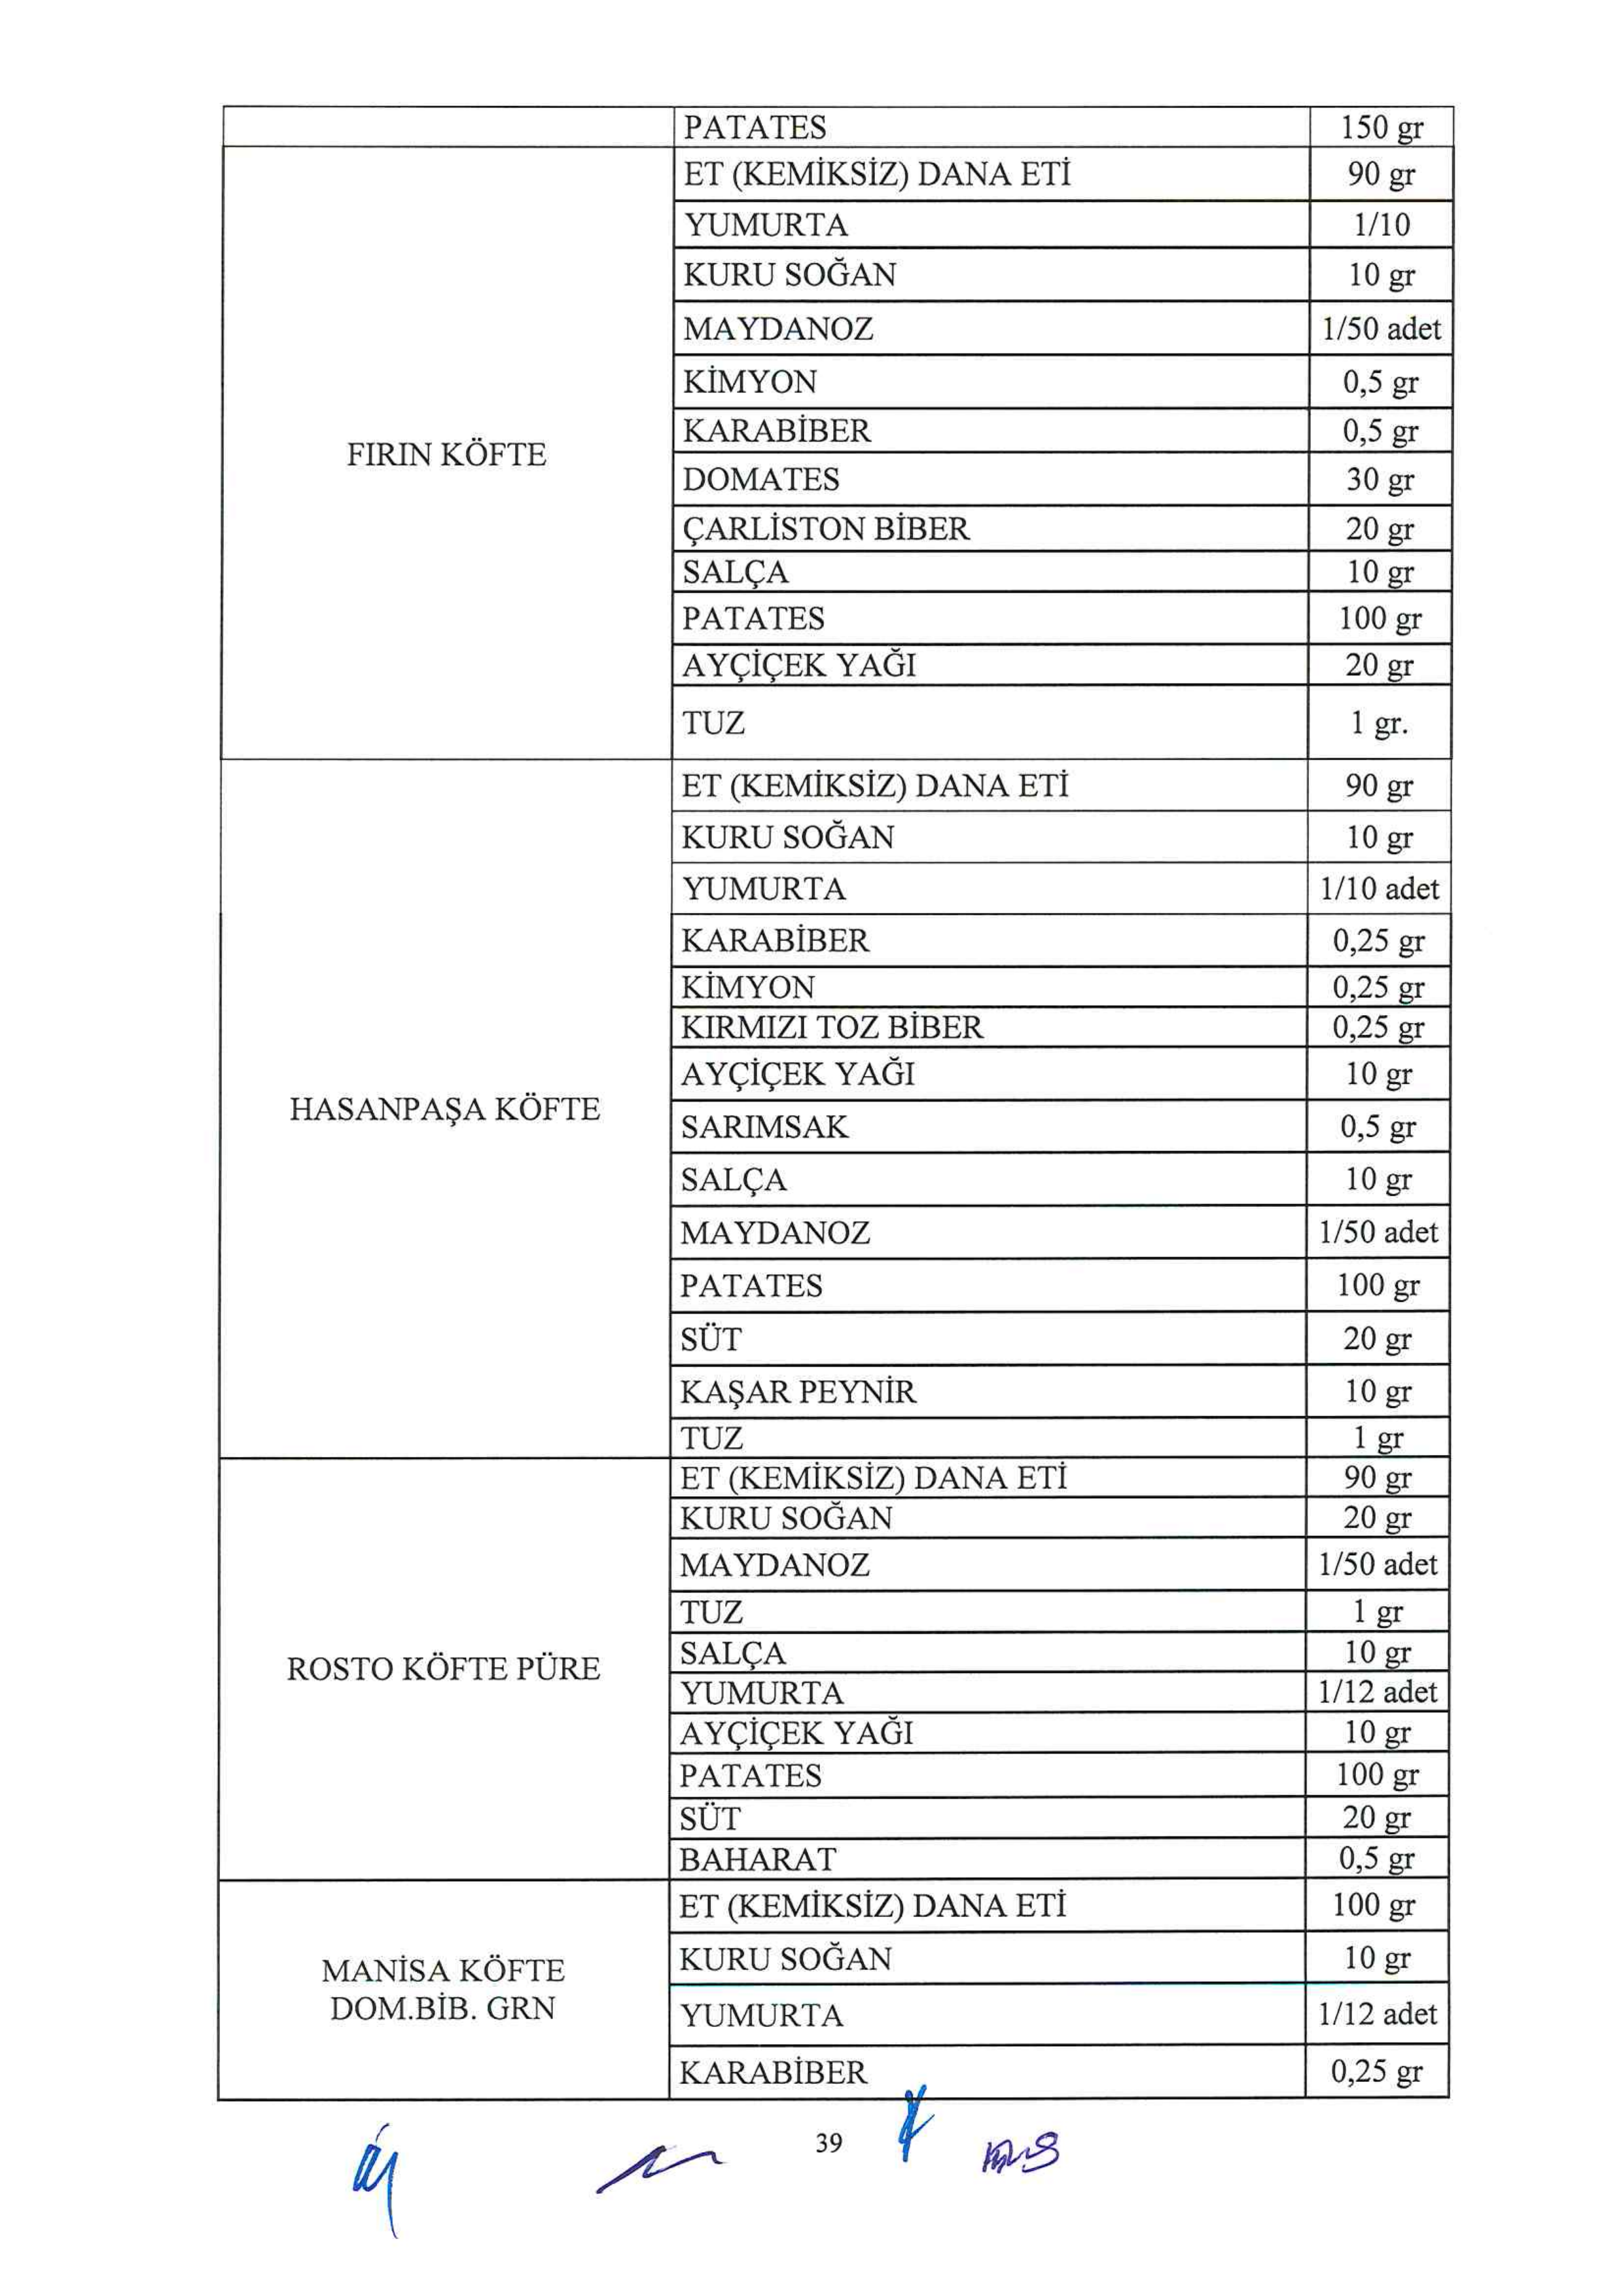 PATATES 150 gr
FIRIN KÖFTE
ET (KEMİKSİZ) DANA ETİ 90 gr
YUMURTA 1/10
KURU SOĞAN 10 gr
MAYDANOZ 1/50 adet
KİMYON 0,5 gr
KARABİBER 0,5 gr
DOMATES 30 gr
ÇARLİSTON BİBER 20 gr
SALÇA 10 gr
PATATES 100 gr
AYÇİÇEK YAĞI 20 gr
TUZ 1 gr.
HASANPAŞA KÖFTE
ET (KEMİKSİZ) DANA ETİ 90 gr
KURU SOĞAN 10 gr
YUMURTA 1/10 adet
KARABİBER 0,25 gr
KİMYON 0,25 gr
KIRMIZI TOZ BİBER 0,25 gr
AYÇİÇEK YAĞI 10 gr
SARIMSAK 0,5 gr
SALÇA 10 gr
MAYDANOZ 1/50 adet
PATATES 100 gr
SÜT 20 gr
KAŞAR PEYNİR 10 gr
TUZ 1 gr
ROSTO KÖFTE PÜRE
ET (KEMİKSİZ) DANA ETİ 90 gr
KURU SOĞAN 20 gr
MAYDANOZ 1/50 adet
TUZ 1 gr
SALÇA 10 gr
YUMURTA 1/12 adet
AYÇİÇEK YAĞI 10 gr
PATATES 100 gr
SÜT 20 gr
BAHARAT 0,5 gr
MANİSA KÖFTE
DOM.BİB. GRN
ET (KEMİKSİZ) DANA ETİ 100 gr
KURU SOĞAN 10 gr
YUMURTA 1/12 adet
KARABİBER 0,25 gr
39